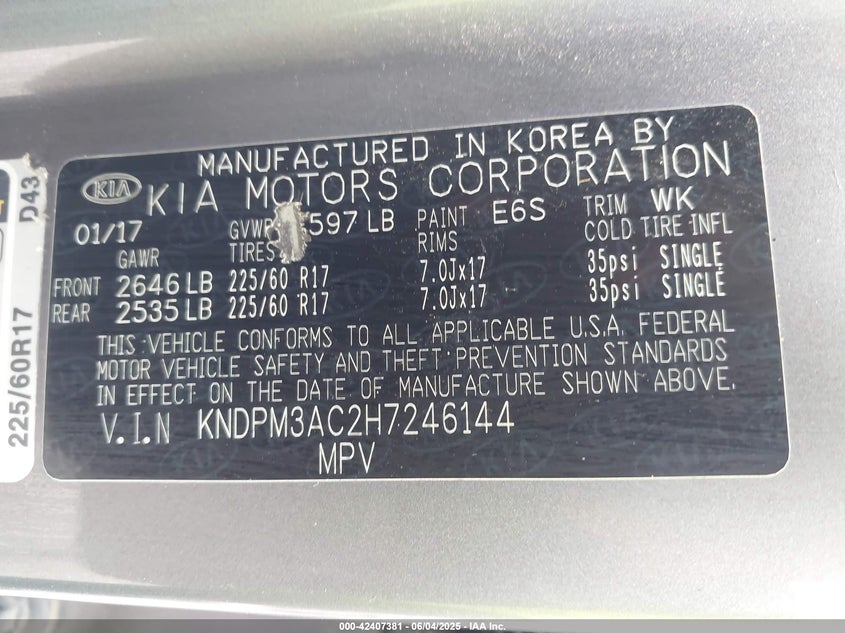 MANUFACTURED IN KOREA BY
KIA KIA MOTORS CORPORATION
01/17 GVWR 597 LB PAINT E6S TRIM WK
GAWR TIRES RIMS COLD TIRE INFL
FRONT 2646 LB 225/60 R17 7.0Jx17 35psi SINGLE
REAR 2535 LB 225/60 R17 7.0Jx17 35psi SINGLE
THIS VEHICLE CONFORMS TO ALL APPLICABLE U.S.A. FEDERAL
MOTOR VEHICLE SAFETY AND THEFT PREVENTION STANDARDS
IN EFFECT ON THE DATE OF MANUFACTURE SHOWN ABOVE.
V.I.N KNDPM3AC2H7246144
MPV
D43
225/60R17
000-42407381 - 06/04/2025 - IAA Inc.